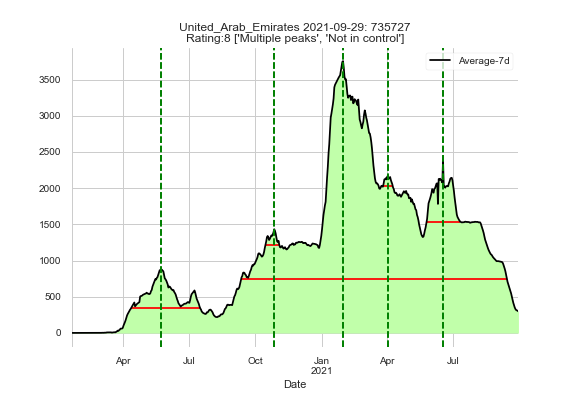 United_Arab_Emirates 2021-09-29: 735727
Rating:8 ['Multiple peaks', 'Not in control']
Average-7d
3500
3000
2500
2000
1500
1000
500
0
Apr Jul Oct Jan Apr Jul
2021
Date